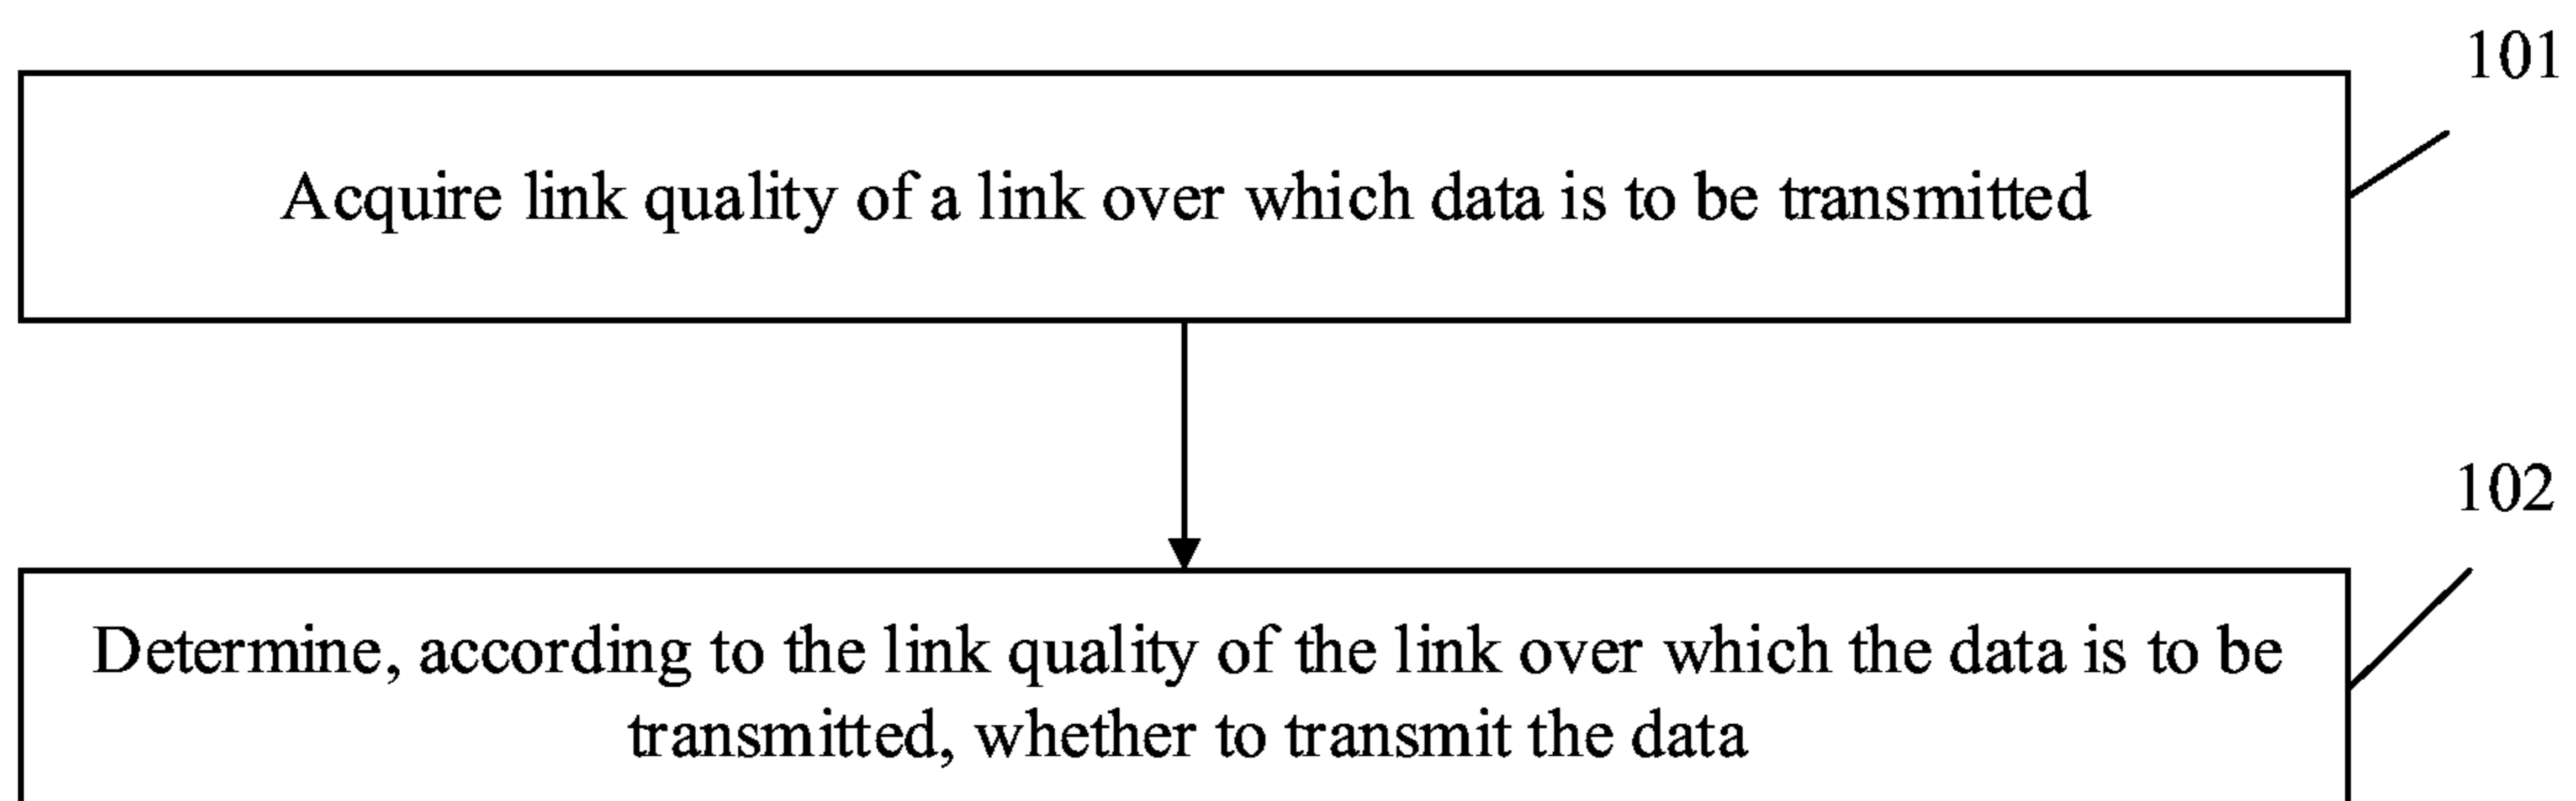 101
Acquire link quality of a link over which data is to be transmitted
102
Determine, according to the link quality of the link over which the data is to be
transmitted, whether to transmit the data